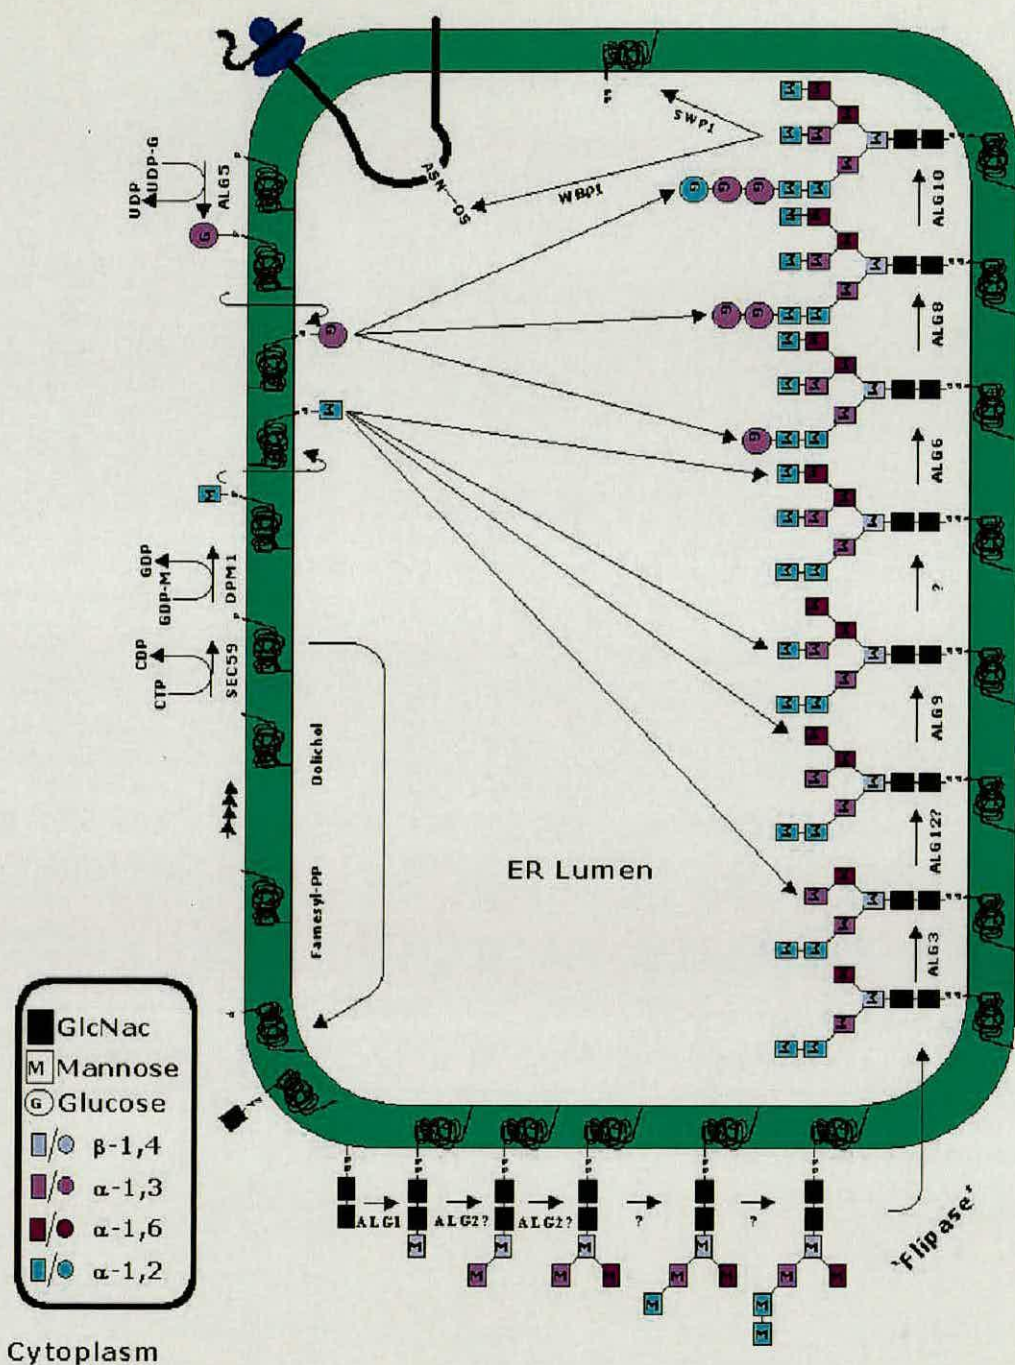 SWP1
WBP1
ASN
OS
UDP-G
UDP
ALG5
G
G
M
M
GDP
GDP-M
DPM1
CDP
CTP
SEC59
Dolichol
Famesyl-PP
ER Lumen
ALG10
ALG8
ALG6
?
ALG9
ALG12?
ALG3
GlcNac
M Mannose
G Glucose
/ β-1,4
/ α-1,3
/ α-1,6
/ α-1,2
ALG1
ALG2?
ALG2?
?
?
'Flipase'
Cytoplasm